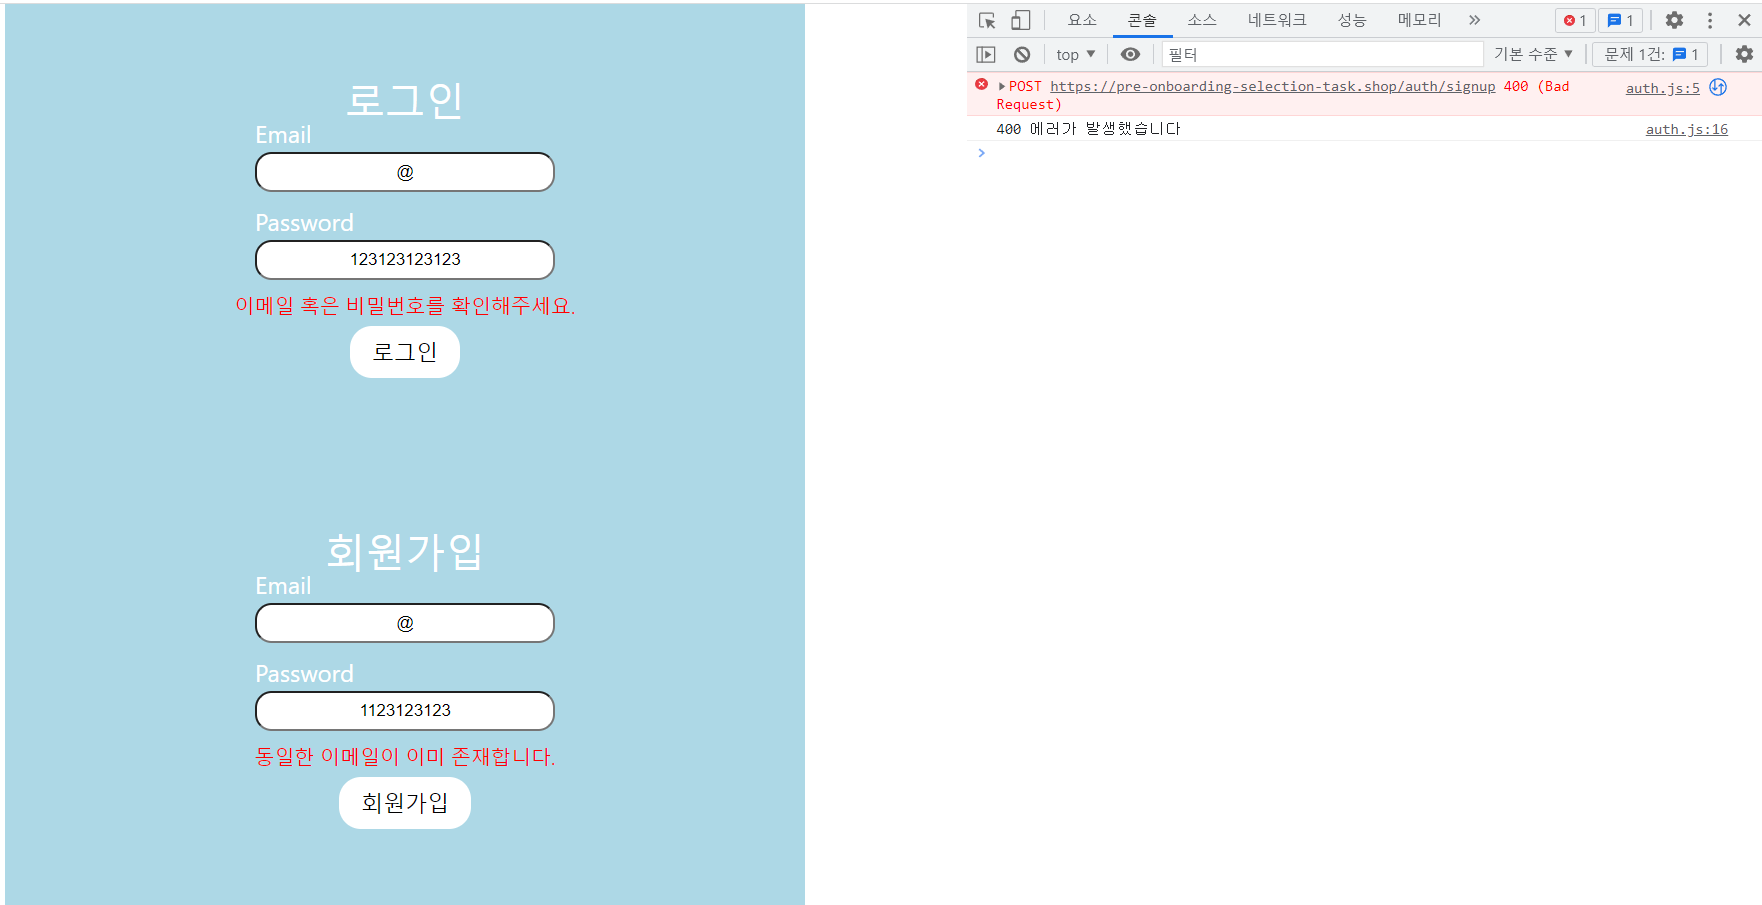 로그인
Email
@
Password
123123123123
이메일 혹은 비밀번호를 확인해주세요.
로그인
회원가입
Email
@
Password
1123123123
동일한 이메일이 이미 존재합니다.
회원가입
요소 콘솔 소스 네트워크 성능 메모리 » 1 1
top ▼ 필터 기본 수준 ▼ 문제 1건: 1
▶POST https://pre-onboarding-selection-task.shop/auth/signup 400 (Bad auth.js:5
Request)
400 에러가 발생했습니다 auth.js:16
>